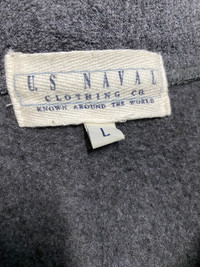 U.S NAVAL
CLOTHING CO
KNOWN AROUND THE WORLD
L